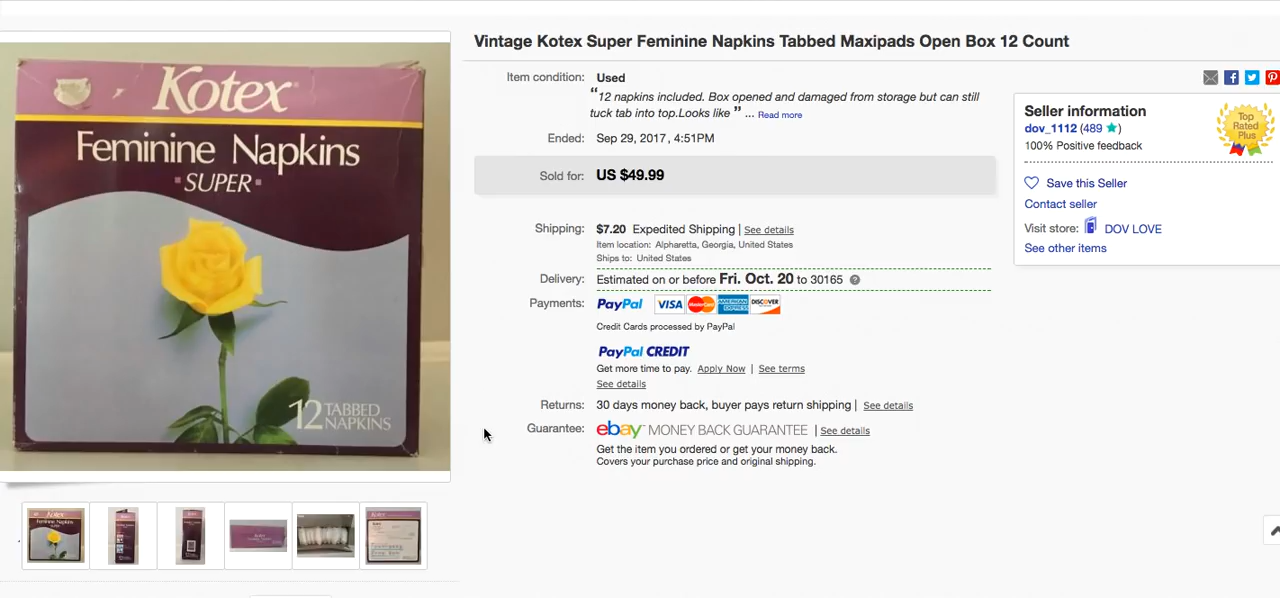 Kotex
Feminine Napkins
SUPER
12 TABBED
NAPKINS
Vintage Kotex Super Feminine Napkins Tabbed Maxipads Open Box 12 Count
Item condition: Used
“12 napkins included. Box opened and damaged from storage but can still
tuck tab into top.Looks like ” ... Read more
Ended: Sep 29, 2017 , 4:51PM
Sold for: US $49.99
Shipping: $7.20 Expedited Shipping | See details
Item location: Alpharetta, Georgia, United States
Ships to: United States
Delivery: Estimated on or before Fri. Oct. 20 to 30165 ?
Payments: PayPal VISA MasterCard AMERICAN EXPRESS DISCOVER
Credit Cards processed by PayPal
PayPal CREDIT
Get more time to pay. Apply Now | See terms
See details
Returns: 30 days money back, buyer pays return shipping | See details
Guarantee: ebay MONEY BACK GUARANTEE | See details
Get the item you ordered or get your money back.
Covers your purchase price and original shipping.
Seller information
dov_1112 (489 ★)
100% Positive feedback
Top
Rated
Plus
Save this Seller
Contact seller
Visit store: DOV LOVE
See other items
Kotex
Feminine Napkins